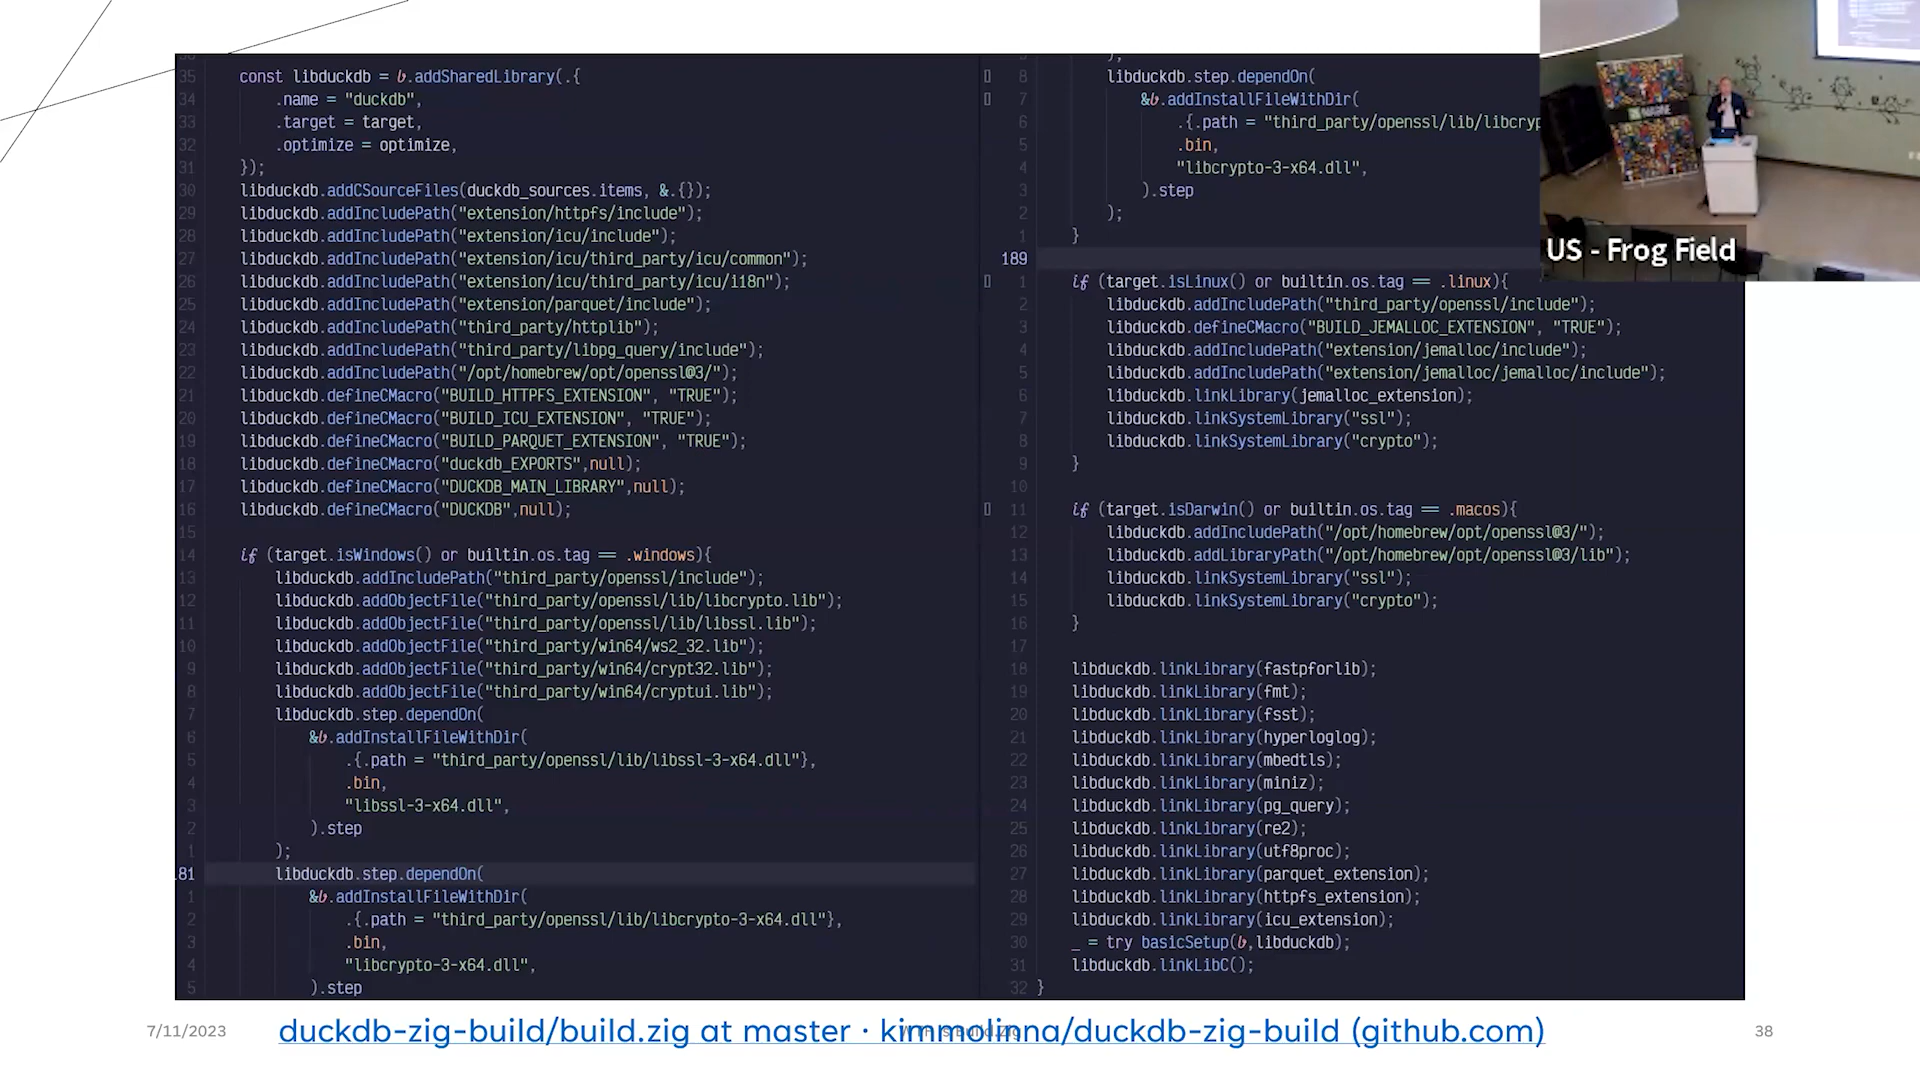 35 const libduckdb = b.addSharedLibrary(.{
34 .name = "duckdb",
33 .target = target,
32 .optimize = optimize,
31 });
30 libduckdb.addCSourceFiles(duckdb_sources.items, &.{});
29 libduckdb.addIncludePath("extension/httpfs/include");
28 libduckdb.addIncludePath("extension/icu/include");
27 libduckdb.addIncludePath("extension/icu/third_party/icu/common");
26 libduckdb.addIncludePath("extension/icu/third_party/icu/i18n");
25 libduckdb.addIncludePath("extension/parquet/include");
24 libduckdb.addIncludePath("third_party/httplib");
23 libduckdb.addIncludePath("third_party/libpg_query/include");
22 libduckdb.addIncludePath("/opt/homebrew/opt/openssl@3/");
21 libduckdb.defineCMacro("BUILD_HTTPFS_EXTENSION", "TRUE");
20 libduckdb.defineCMacro("BUILD_ICU_EXTENSION", "TRUE");
19 libduckdb.defineCMacro("BUILD_PARQUET_EXTENSION", "TRUE");
18 libduckdb.defineCMacro("duckdb_EXPORTS",null);
17 libduckdb.defineCMacro("DUCKDB_MAIN_LIBRARY",null);
16 libduckdb.defineCMacro("DUCKDB",null);
15
14 if (target.isWindows() or builtin.os.tag == .windows){
13 libduckdb.addIncludePath("third_party/openssl/include");
12 libduckdb.addObjectFile("third_party/openssl/lib/libcrypto.lib");
11 libduckdb.addObjectFile("third_party/openssl/lib/libssl.lib");
10 libduckdb.addObjectFile("third_party/win64/ws2_32.lib");
9 libduckdb.addObjectFile("third_party/win64/crypt32.lib");
8 libduckdb.addObjectFile("third_party/win64/cryptui.lib");
7 libduckdb.step.dependOn(
6 &b.addInstallFileWithDir(
5 .{.path = "third_party/openssl/lib/libssl-3-x64.dll"},
4 .bin,
3 "libssl-3-x64.dll",
2 ).step
1 );
181 libduckdb.step.dependOn(
1 &b.addInstallFileWithDir(
2 .{.path = "third_party/openssl/lib/libcrypto-3-x64.dll"},
3 .bin,
4 "libcrypto-3-x64.dll",
5 ).step
9 );
8 libduckdb.step.dependOn(
7 &b.addInstallFileWithDir(
6 .{.path = "third_party/openssl/lib/libcryp
5 .bin,
4 "libcrypto-3-x64.dll",
3 ).step
2 );
1 }
189
1 if (target.isLinux() or builtin.os.tag == .linux){
2 libduckdb.addIncludePath("third_party/openssl/include");
3 libduckdb.defineCMacro("BUILD_JEMALLOC_EXTENSION", "TRUE");
4 libduckdb.addIncludePath("extension/jemalloc/include");
5 libduckdb.addIncludePath("extension/jemalloc/jemalloc/include");
6 libduckdb.linkLibrary(jemalloc_extension);
7 libduckdb.linkSystemLibrary("ssl");
8 libduckdb.linkSystemLibrary("crypto");
9 }
10
11 if (target.isDarwin() or builtin.os.tag == .macos){
12 libduckdb.addIncludePath("/opt/homebrew/opt/openssl@3/");
13 libduckdb.addLibraryPath("/opt/homebrew/opt/openssl@3/lib");
14 libduckdb.linkSystemLibrary("ssl");
15 libduckdb.linkSystemLibrary("crypto");
16 }
17
18 libduckdb.linkLibrary(fastpforlib);
19 libduckdb.linkLibrary(fmt);
20 libduckdb.linkLibrary(fsst);
21 libduckdb.linkLibrary(hyperloglog);
22 libduckdb.linkLibrary(mbedtls);
23 libduckdb.linkLibrary(miniz);
24 libduckdb.linkLibrary(pg_query);
25 libduckdb.linkLibrary(re2);
26 libduckdb.linkLibrary(utf8proc);
27 libduckdb.linkLibrary(parquet_extension);
28 libduckdb.linkLibrary(httpfs_extension);
29 libduckdb.linkLibrary(icu_extension);
30 _ = try basicSetup(b,libduckdb);
31 libduckdb.linkLibC();
32 }
US - Frog Field
7/11/2023
duckdb-zig-build/build.zig at master · kimmolinna/duckdb-zig-build (github.com)
38